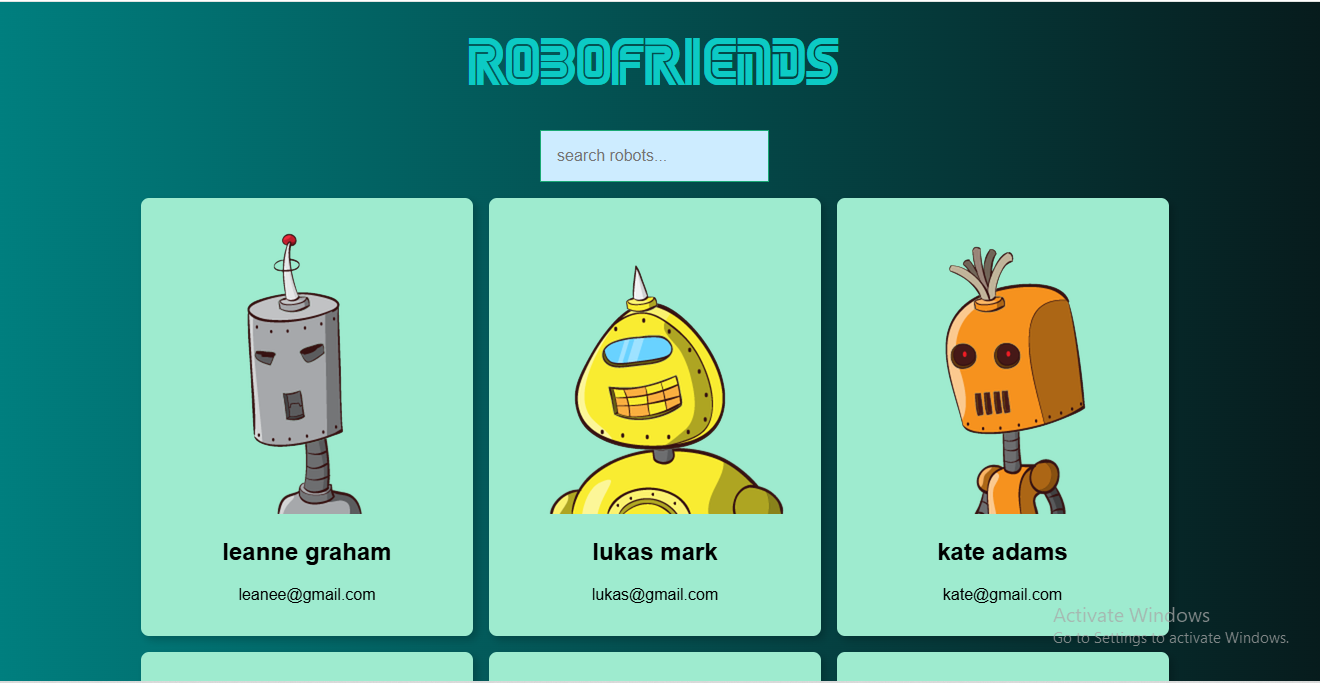 ROBOFRIENDS
search robots...
leanne graham
leanee@gmail.com
lukas mark
lukas@gmail.com
kate adams
kate@gmail.com
Activate Windows
Go to Settings to activate Windows.